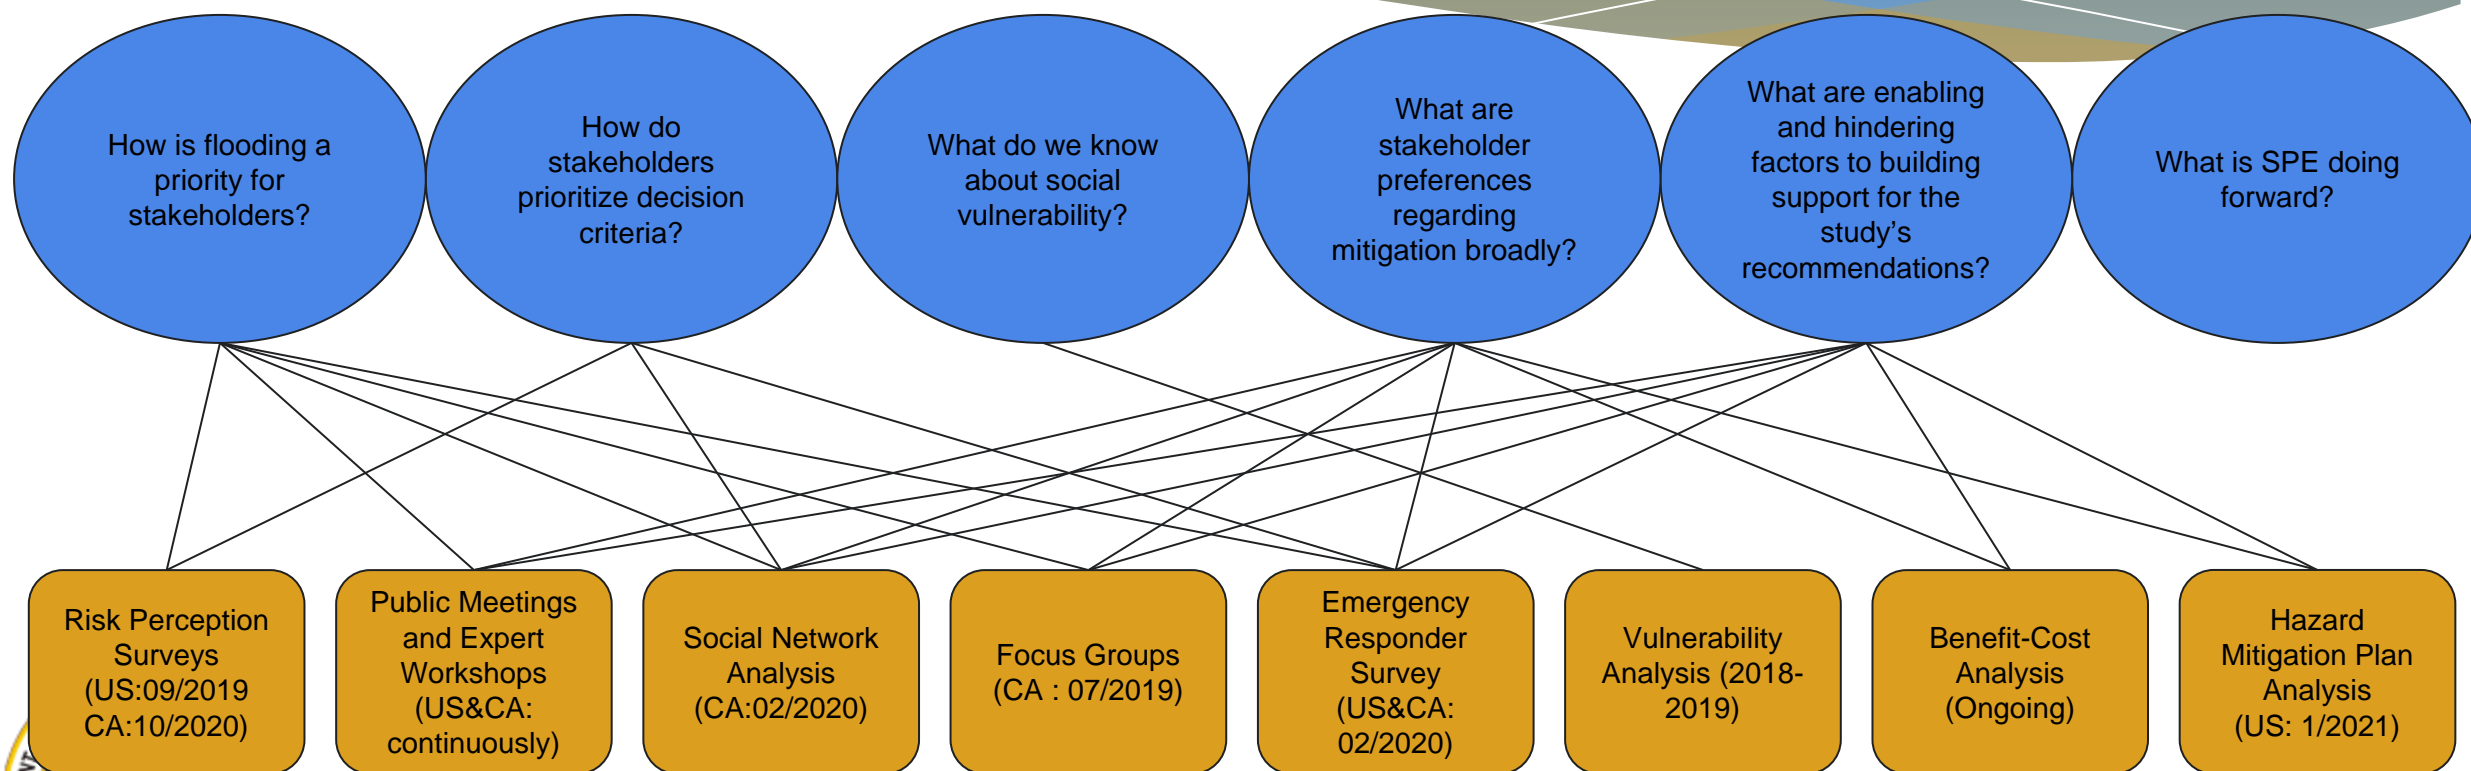 How is flooding a
priority for
stakeholders?
How do
stakeholders
prioritize decision
criteria?
What do we know
about social
vulnerability?
What are
stakeholder
preferences
regarding
mitigation broadly?
What are enabling
and hindering
factors to building
support for the
study’s
recommendations?
What is SPE doing
forward?
Risk Perception
Surveys
(US:09/2019
CA:10/2020)
Public Meetings
and Expert
Workshops
(US&CA:
continuously)
Social Network
Analysis
(CA:02/2020)
Focus Groups
(CA : 07/2019)
Emergency
Responder
Survey
(US&CA:
02/2020)
Vulnerability
Analysis (2018-
2019)
Benefit-Cost
Analysis
(Ongoing)
Hazard
Mitigation Plan
Analysis
(US: 1/2021)